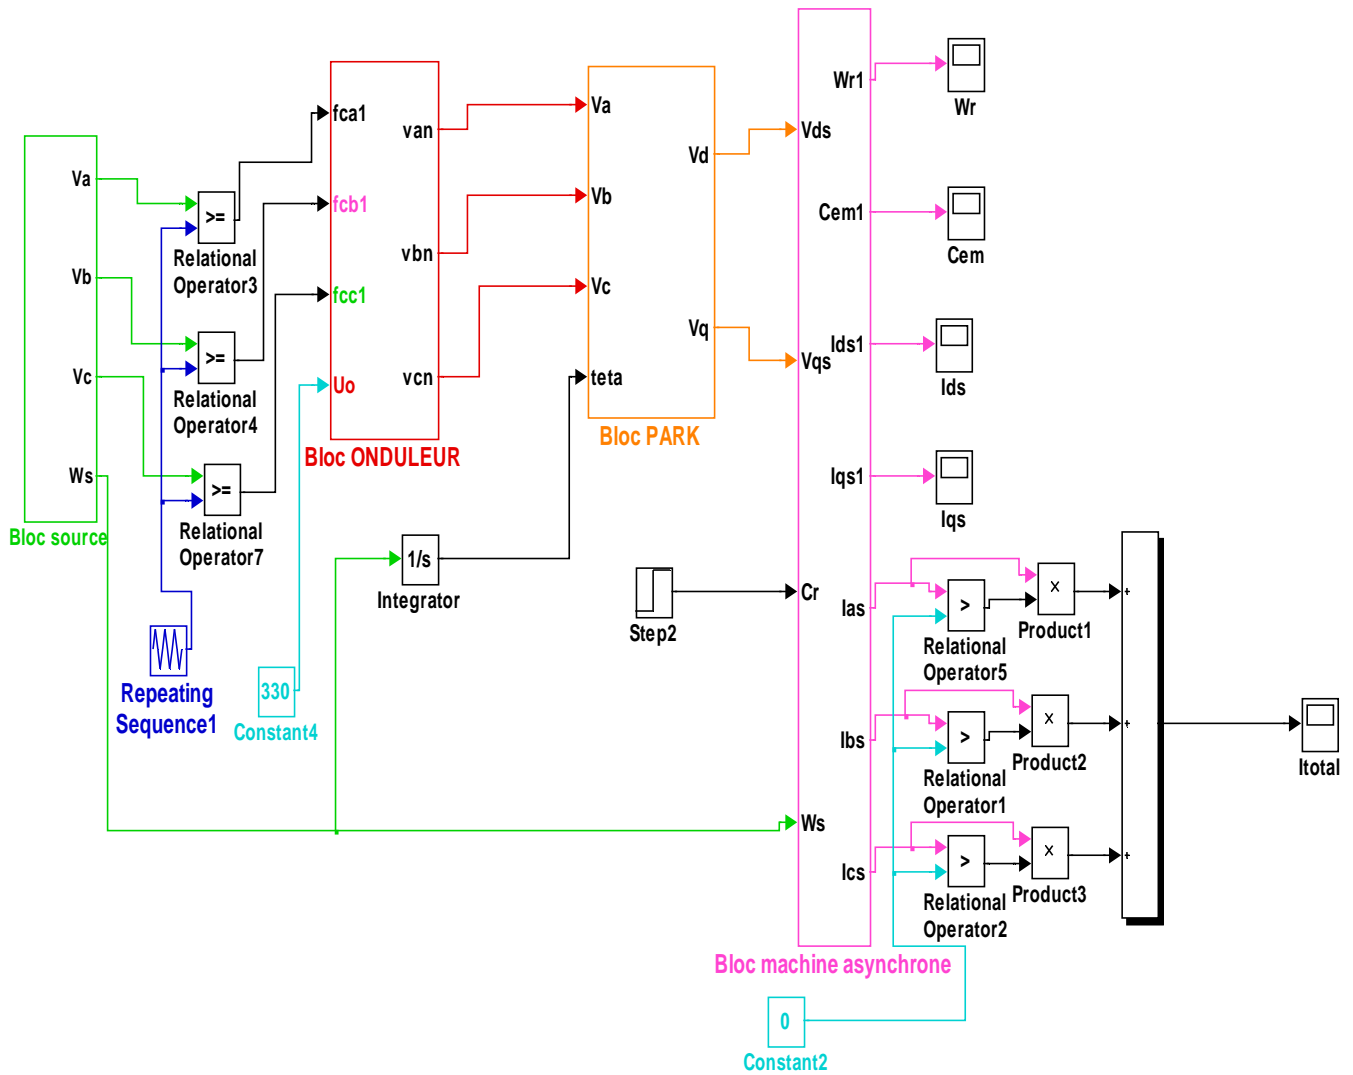 Va
Vb
Vc
Ws
Bloc source
>=
Relational
Operator3
>=
Relational
Operator4
>=
Relational
Operator7
Repeating
Sequence1
330
Constant4
fca1
fcb1
fcc1
Uo
van
vbn
vcn
Bloc ONDULEUR
1/s
Integrator
Va
Vb
Vc
teta
Vd
Vq
Bloc PARK
Step2
Vds
Vqs
Cr
Ws
Wr1
Cem1
Ids1
Iqs1
Ias
Ibs
Ics
Bloc machine asynchrone
Wr
Cem
Ids
Iqs
>
Relational
Operator5
x
Product1
>
Relational
Operator1
x
Product2
>
Relational
Operator2
x
Product3
+
+
+
Itotal
0
Constant2